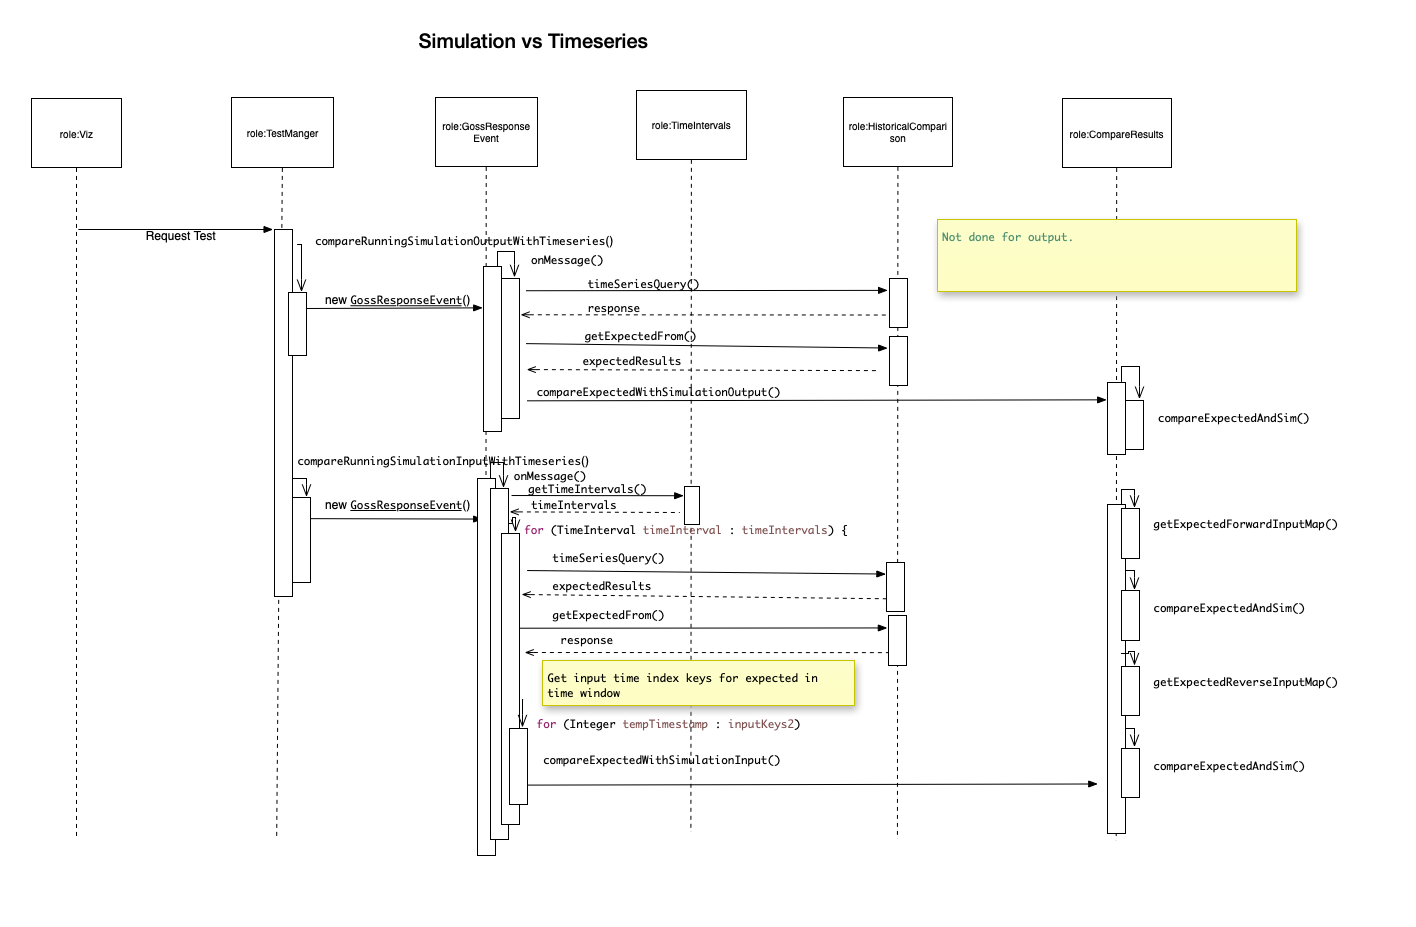 Simulation vs Timeseries
role:Viz
role:TestManger
role:GossResponse
Event
role:TimeIntervals
role:HistoricalCompari
son
role:CompareResults
Request Test
compareRunningSimulationOutputWithTimeseries()
Not done for output.
onMessage()
timeSeriesQuery()
new GossResponseEvent()
response
getExpectedFrom()
expectedResults
compareExpectedWithSimulationOutput()
compareExpectedAndSim()
compareRunningSimulationInputWithTimeseries()
onMessage()
getTimeIntervals()
new GossResponseEvent()
timeIntervals
for (TimeInterval timeInterval : timeIntervals) {
getExpectedForwardInputMap()
timeSeriesQuery()
expectedResults
compareExpectedAndSim()
getExpectedFrom()
response
Get input time index keys for expected in
time window
getExpectedReverseInputMap()
for (Integer tempTimestamp : inputKeys2)
compareExpectedWithSimulationInput()
compareExpectedAndSim()